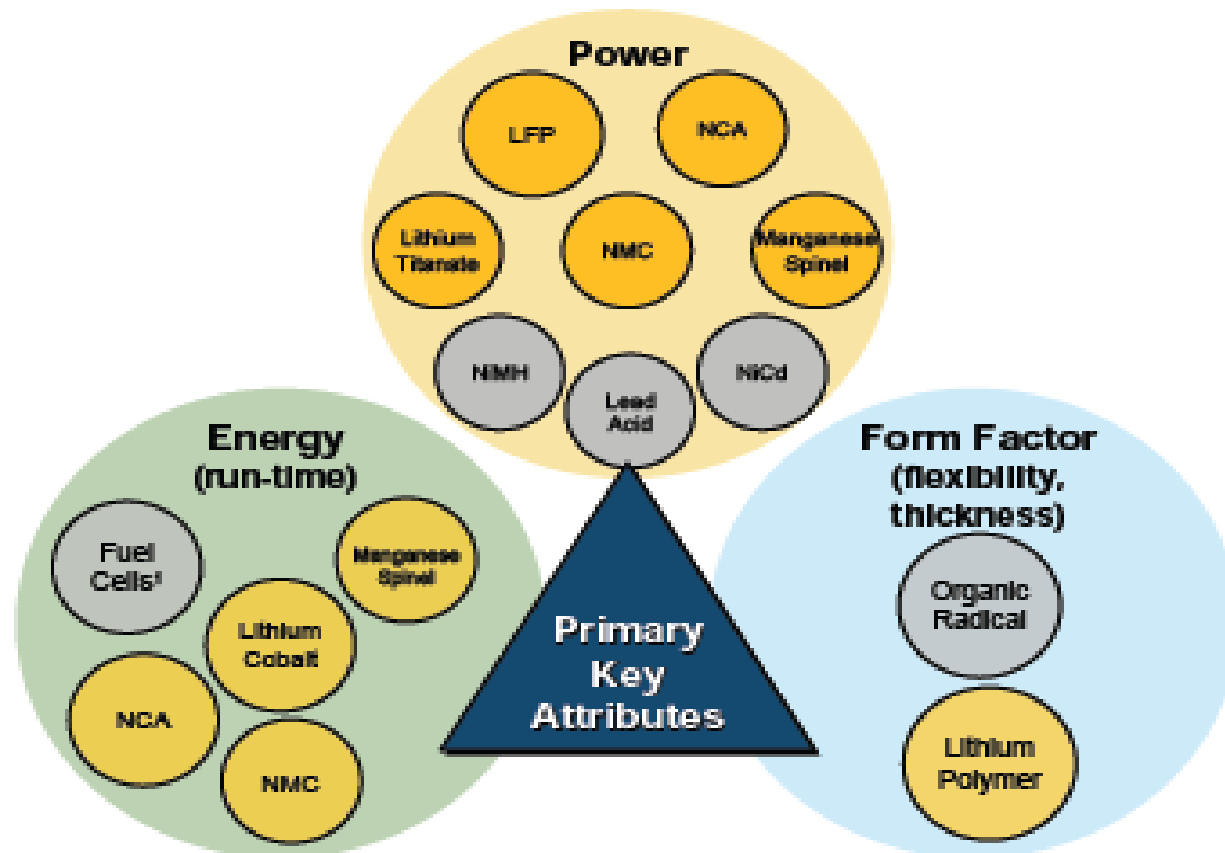 Power
LFP
NCA
Lithium
Titanate
NMC
Manganese
Spinel
NiMH
Lead
Acid
NiCd
Energy
(run-time)
Fuel
Cells
Manganese
Spinel
Lithium
Cobalt
NCA
NMC
Primary
Key
Attributes
Form Factor
(flexibility,
thickness)
Organic
Radical
Lithium
Polymer